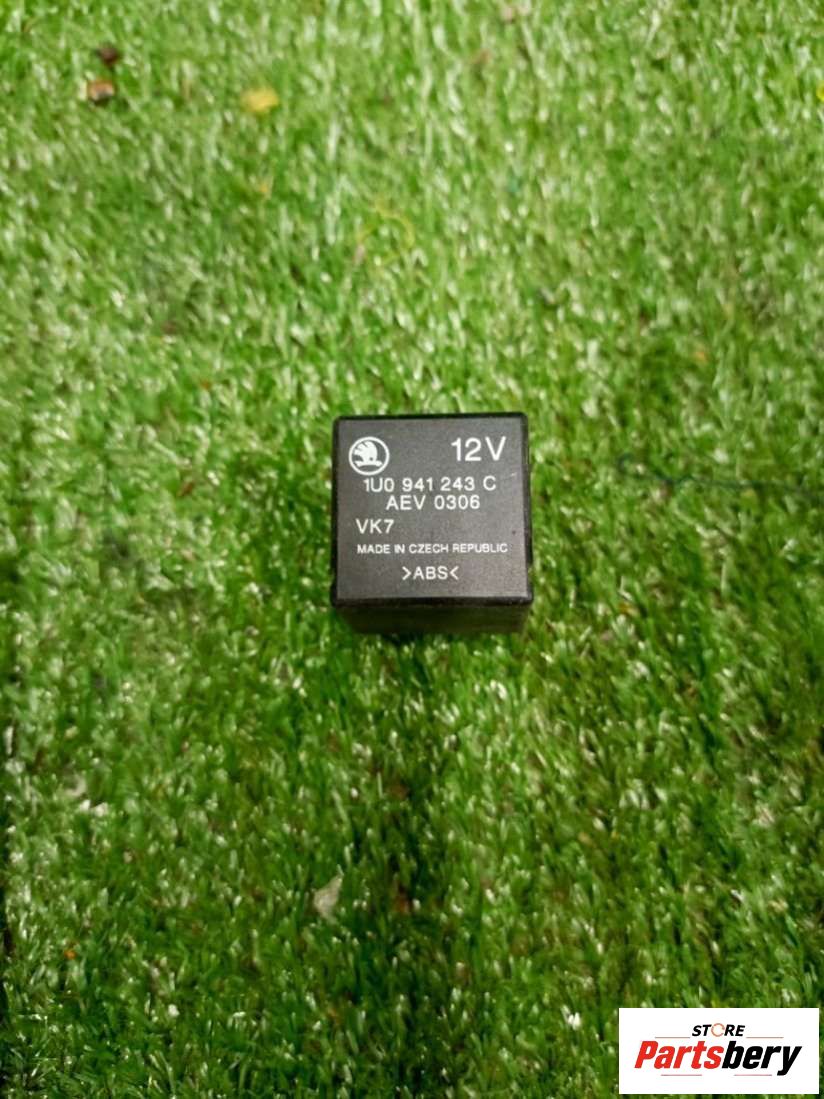 12V
1U0 941 243 C
AEV 0306
VK7
MADE IN CZECH REPUBLIC
>ABS<
STORE
Partsbery